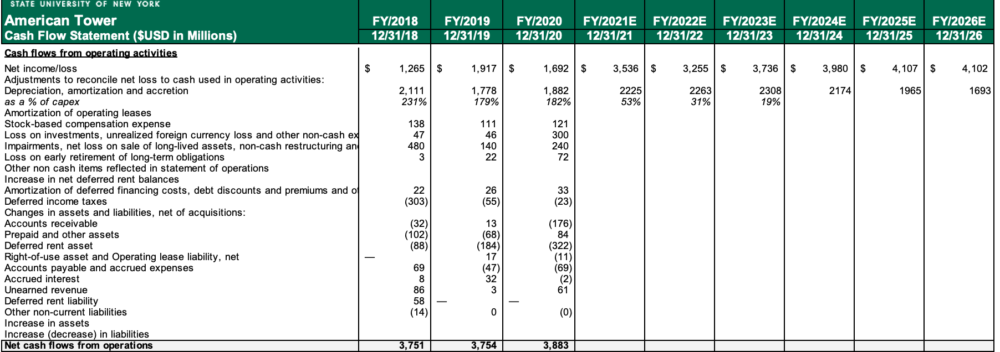 STATE UNIVERSITY OF NEW YORK
American Tower FY/2018 FY/2019 FY/2020 FY/2021E FY/2022E FY/2023E FY/2024E FY/2025E FY/2026E
Cash Flow Statement ($USD in Millions) 12/31/18 12/31/19 12/31/20 12/31/21 12/31/22 12/31/23 12/31/24 12/31/25 12/31/26
Cash flows from operating activities
Net income/loss $ 1,265 $ 1,917 $ 1,692 $ 3,536 $ 3,255 $ 3,736 $ 3,980 $ 4,107 $ 4,102
Adjustments to reconcile net loss to cash used in operating activities:
Depreciation, amortization and accretion 2,111 1,778 1,882 2225 2263 2308 2174 1965 1693
as a % of capex 231% 179% 182% 53% 31% 19%
Amortization of operating leases
Stock-based compensation expense 138 111 121
Loss on investments, unrealized foreign currency loss and other non-cash ex 47 46 300
Impairments, net loss on sale of long-lived assets, non-cash restructuring an 480 140 240
Loss on early retirement of long-term obligations 3 22 72
Other non cash items reflected in statement of operations
Increase in net deferred rent balances
Amortization of deferred financing costs, debt discounts and premiums and ot 22 26 33
Deferred income taxes (303) (55) (23)
Changes in assets and liabilities, net of acquisitions:
Accounts receivable (32) 13 (176)
Prepaid and other assets (102) (68) 84
Deferred rent asset (88) (184) (322)
Right-of-use asset and Operating lease liability, net — 17 (11)
Accounts payable and accrued expenses 69 (47) (69)
Accrued interest 8 32 (2)
Unearned revenue 86 3 61
Deferred rent liability 58 — —
Other non-current liabilities (14) 0 (0)
Increase in assets
Increase (decrease) in liabilities
Net cash flows from operations 3,751 3,754 3,883